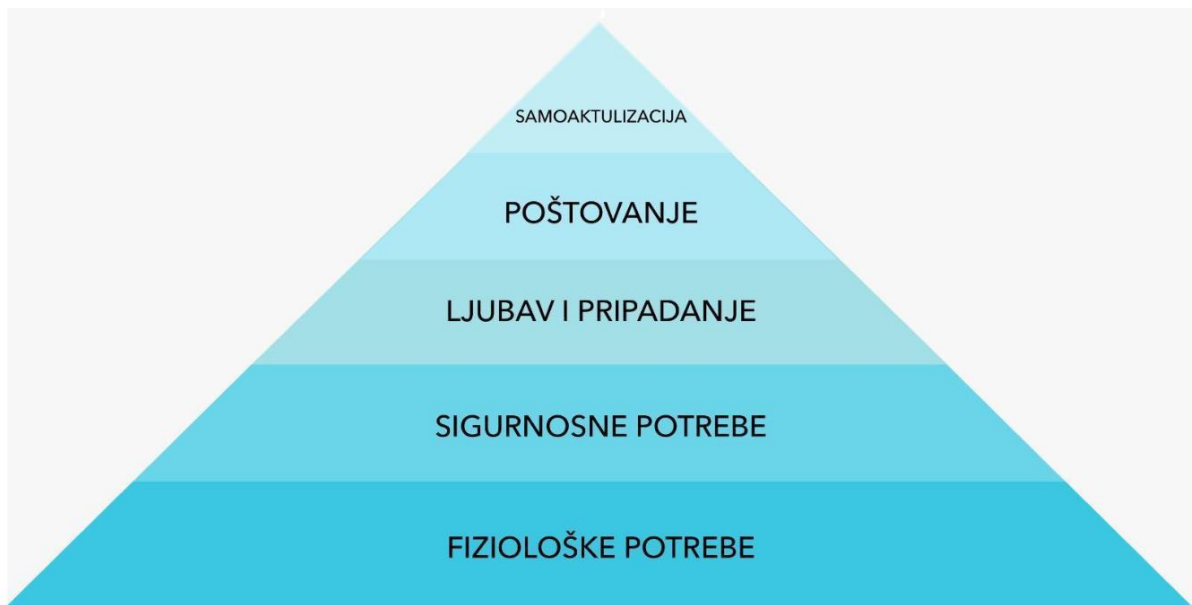 SAMOAKTULIZACIJA
POŠTOVANJE
LJUBAV I PRIPADANJE
SIGURNOSNE POTREBE
FIZIOLOŠKE POTREBE